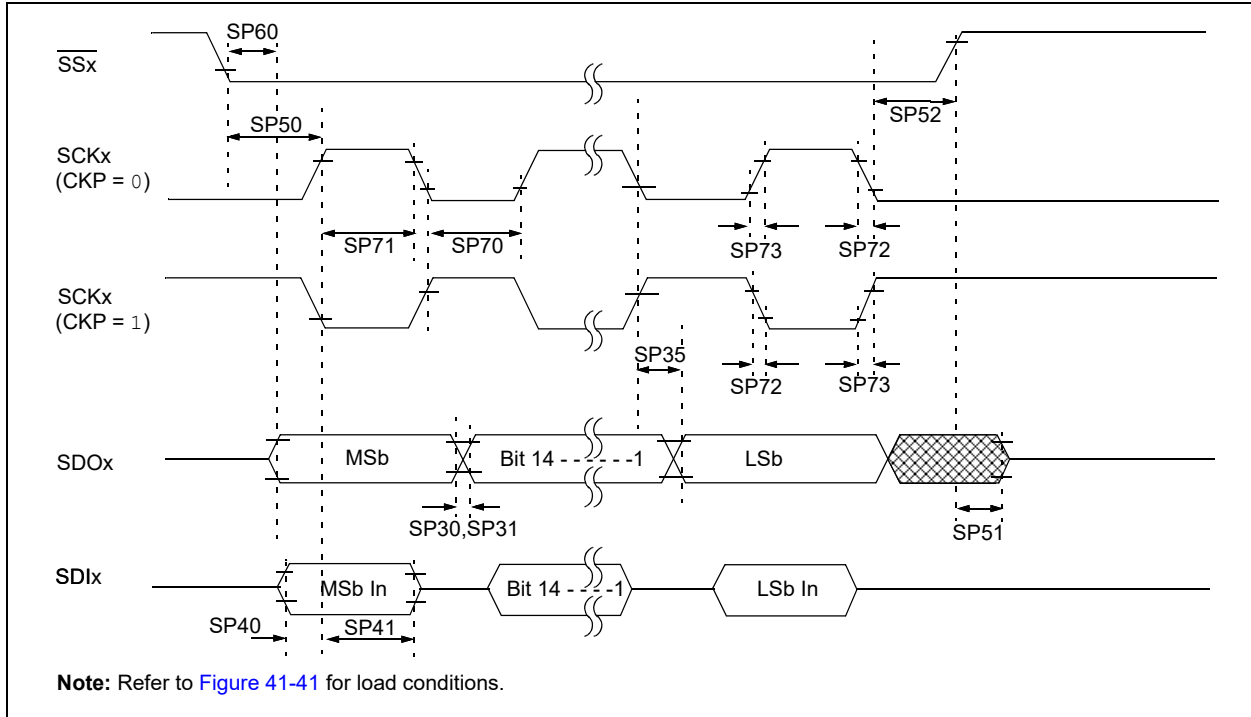 SP60
SSx
SP50
SP52
SCKx
(CKP = 0)
SP71
SP70
SP73
SP72
SCKx
(CKP = 1)
SP35
SP72
SP73
SDOx
MSb
Bit 14 - - - - - -1
LSb
SP30,SP31
SP51
SDIx
MSb In
Bit 14 - - - -1
LSb In
SP40
SP41
Note: Refer to Figure 41-41 for load conditions.